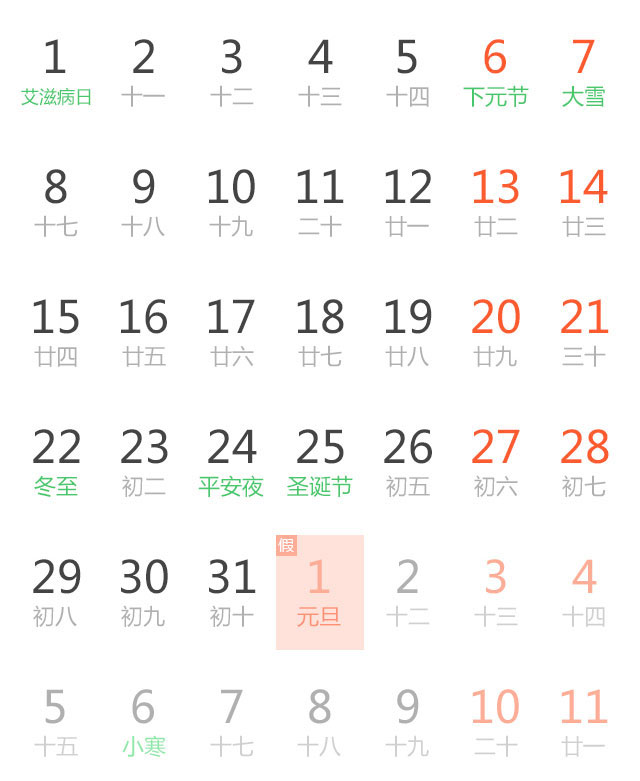 1 2 3 4 5 6 7
艾滋病日 十一 十二 十三 十四 下元节 大雪
8 9 10 11 12 13 14
十七 十八 十九 二十 廿一 廿二 廿三
15 16 17 18 19 20 21
廿四 廿五 廿六 廿七 廿八 廿九 三十
22 23 24 25 26 27 28
冬至 初二 平安夜 圣诞节 初五 初六 初七
假
29 30 31 1 2 3 4
初八 初九 初十 元旦 十二 十三 十四
5 6 7 8 9 10 11
十五 小寒 十七 十八 十九 二十 廿一